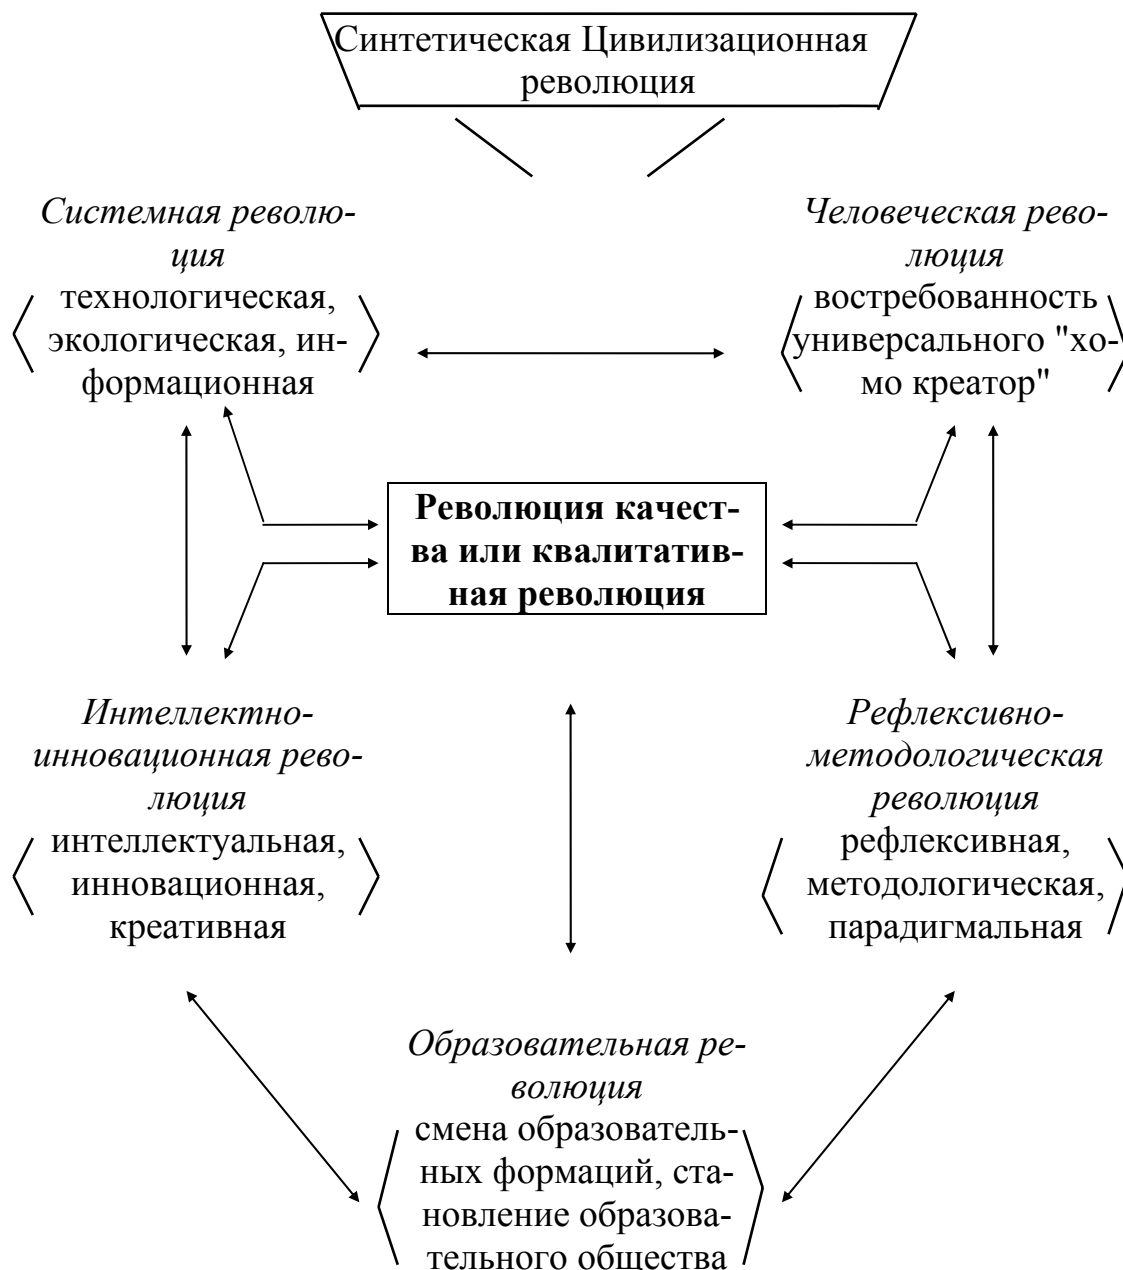 Синтетическая Цивилизационная
революция
Системная револю-
ция
технологическая,
экологическая, ин-
формационная
Человеческая рево-
люция
востребованность
универсального "хо-
мо креатор"
Революция качест-
ва или квалитатив-
ная революция
Интеллектно-
инновационная рево-
люция
интеллектуальная,
инновационная,
креативная
Рефлексивно-
методологическая
революция
рефлексивная,
методологическая,
парадигмальная
Образовательная ре-
волюция
смена образователь-
ных формаций, ста-
новление образова-
тельного общества